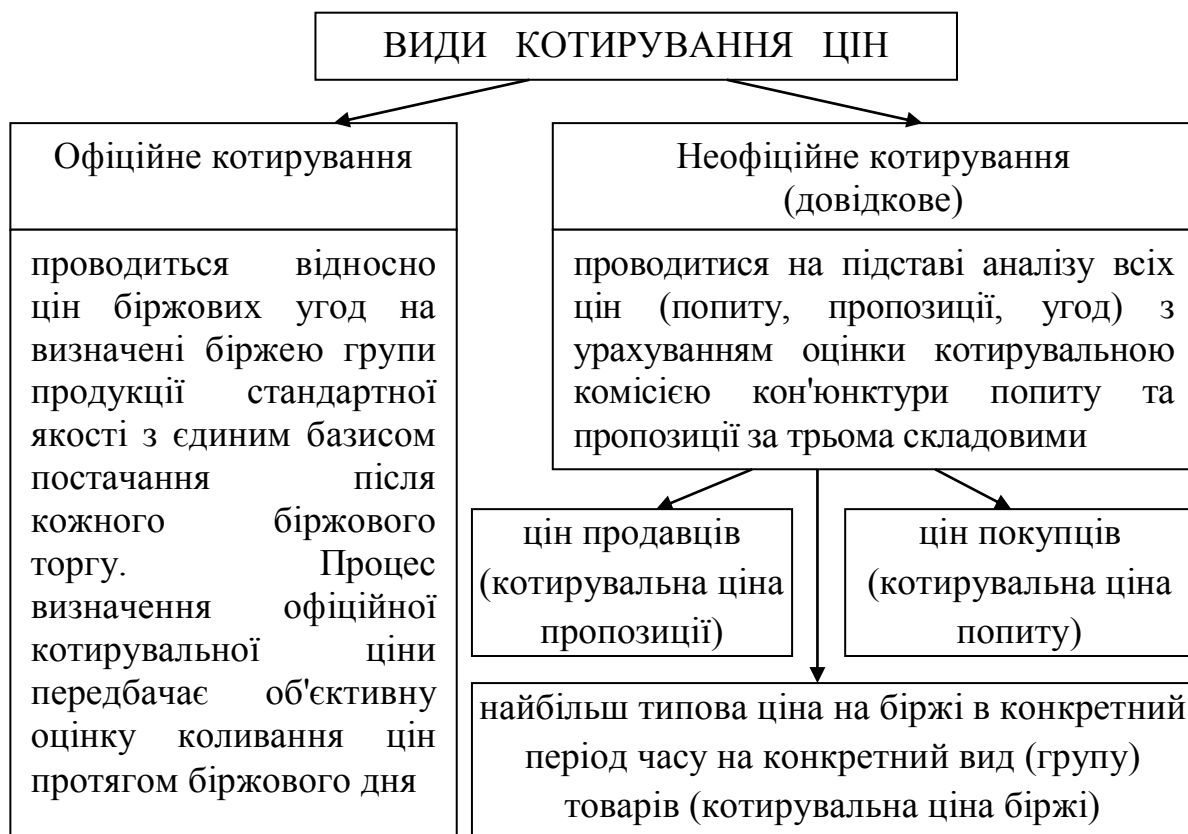 ВИДИ КОТИРУВАННЯ ЦІН
Офіційне котирування
проводиться відносно
цін біржових угод на
визначені біржею групи
продукції стандартної
якості з єдиним базисом
постачання після
кожного біржового
торгу. Процес
визначення офіційної
котирувальної ціни
передбачає об'єктивну
оцінку коливання цін
протягом біржового дня
Неофіційне котирування
(довідкове)
проводитися на підставі аналізу всіх
цін (попиту, пропозиції, угод) з
урахуванням оцінки котирувальною
комісією кон'юнктури попиту та
пропозиції за трьома складовими
цін продавців
(котирувальна ціна
пропозиції)
цін покупців
(котирувальна ціна
попиту)
найбільш типова ціна на біржі в конкретний
період часу на конкретний вид (групу)
товарів (котирувальна ціна біржі)